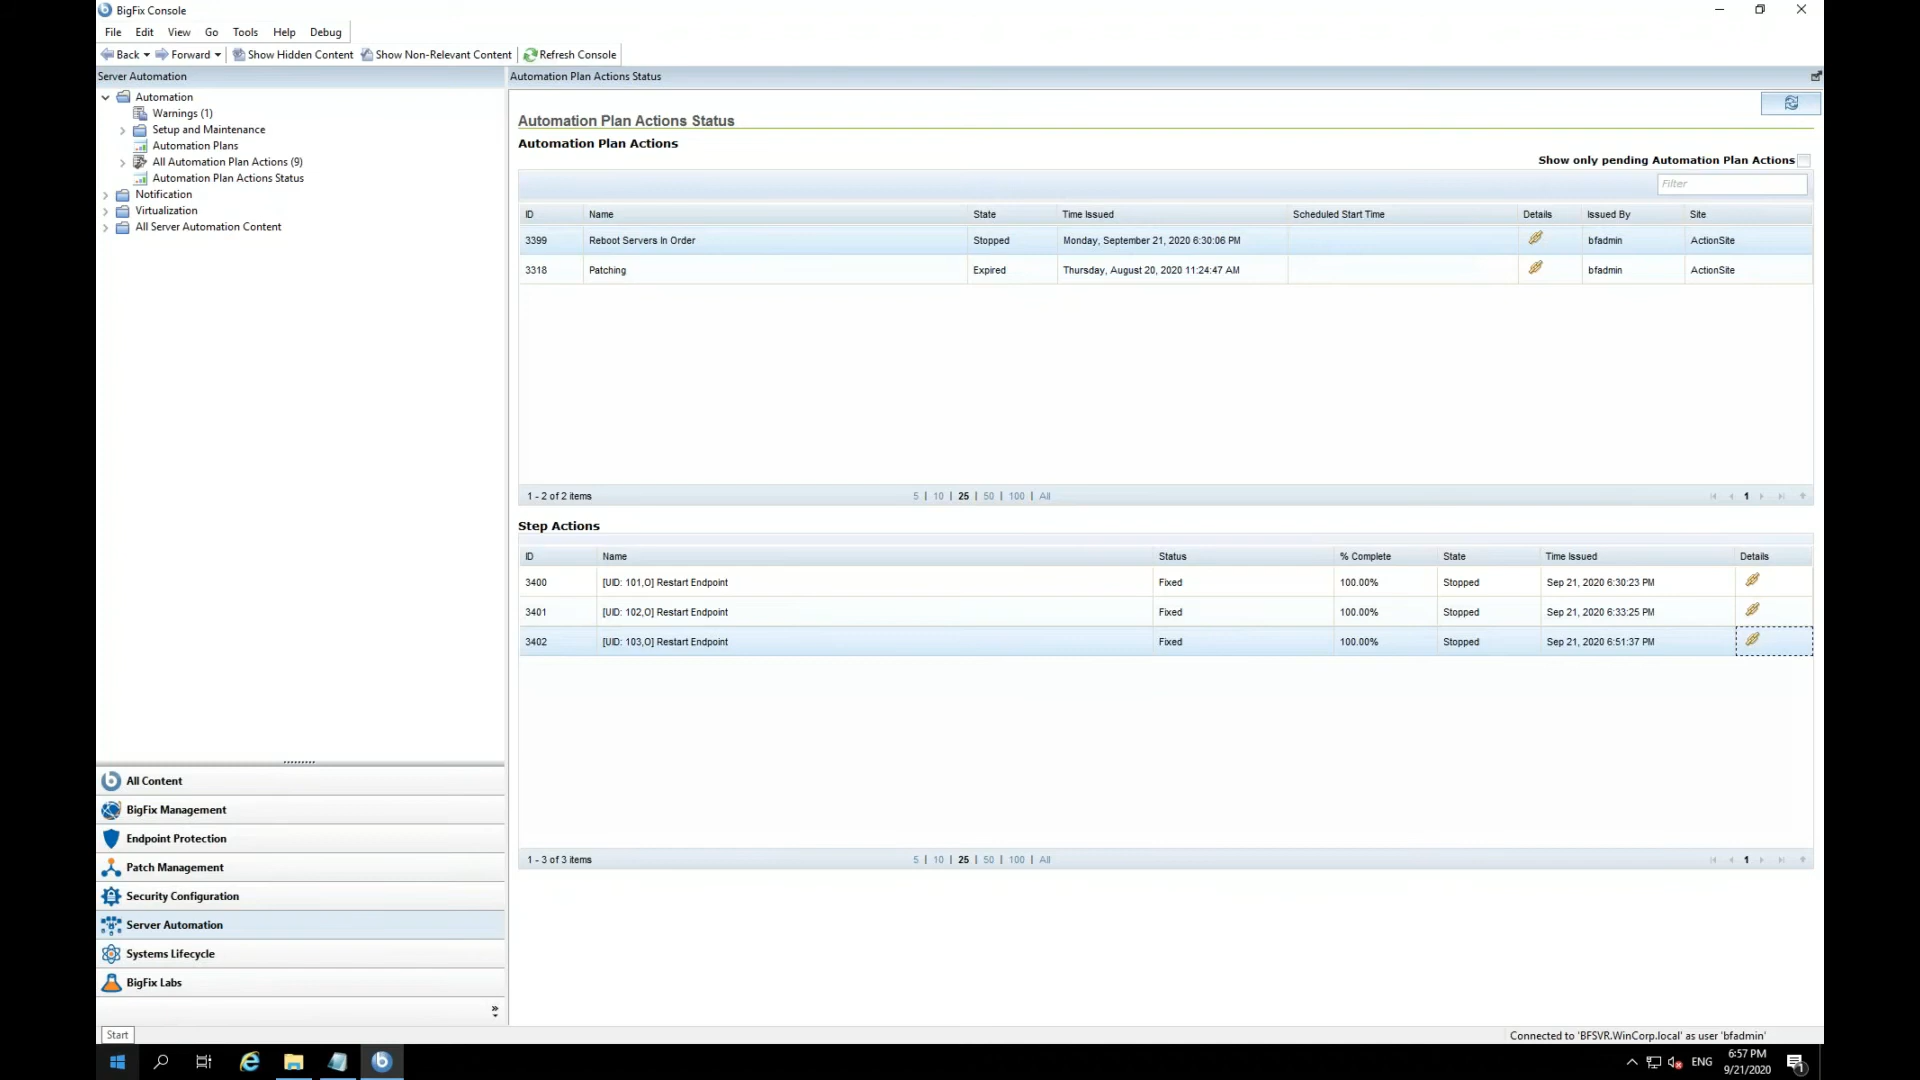 BigFix Console
File Edit View Go Tools Help Debug
Back Forward Show Hidden Content Show Non-Relevant Content Refresh Console
Server Automation
Automation Plan Actions Status
Automation
Warnings (1)
Setup and Maintenance
Automation Plans
All Automation Plan Actions (9)
Automation Plan Actions Status
Notification
Virtualization
All Server Automation Content
Automation Plan Actions Status
Automation Plan Actions
Show only pending Automation Plan Actions
Filter
ID Name State Time Issued Scheduled Start Time Details Issued By Site
3399 Reboot Servers In Order Stopped Monday, September 21, 2020 6:30:06 PM bfadmin ActionSite
3318 Patching Expired Thursday, August 20, 2020 11:24:47 AM bfadmin ActionSite
1 - 2 of 2 items 5 | 10 | 25 | 50 | 100 | All 1
Step Actions
ID Name Status % Complete State Time Issued Details
3400 [UID: 101,O] Restart Endpoint Fixed 100.00% Stopped Sep 21, 2020 6:30:23 PM
3401 [UID: 102,O] Restart Endpoint Fixed 100.00% Stopped Sep 21, 2020 6:33:25 PM
3402 [UID: 103,O] Restart Endpoint Fixed 100.00% Stopped Sep 21, 2020 6:51:37 PM
1 - 3 of 3 items 5 | 10 | 25 | 50 | 100 | All 1
All Content
BigFix Management
Endpoint Protection
Patch Management
Security Configuration
Server Automation
Systems Lifecycle
BigFix Labs
Start
Connected to 'BFSVR.WinCorp.local' as user 'bfadmin'
ENG
6:57 PM
9/21/2020
1